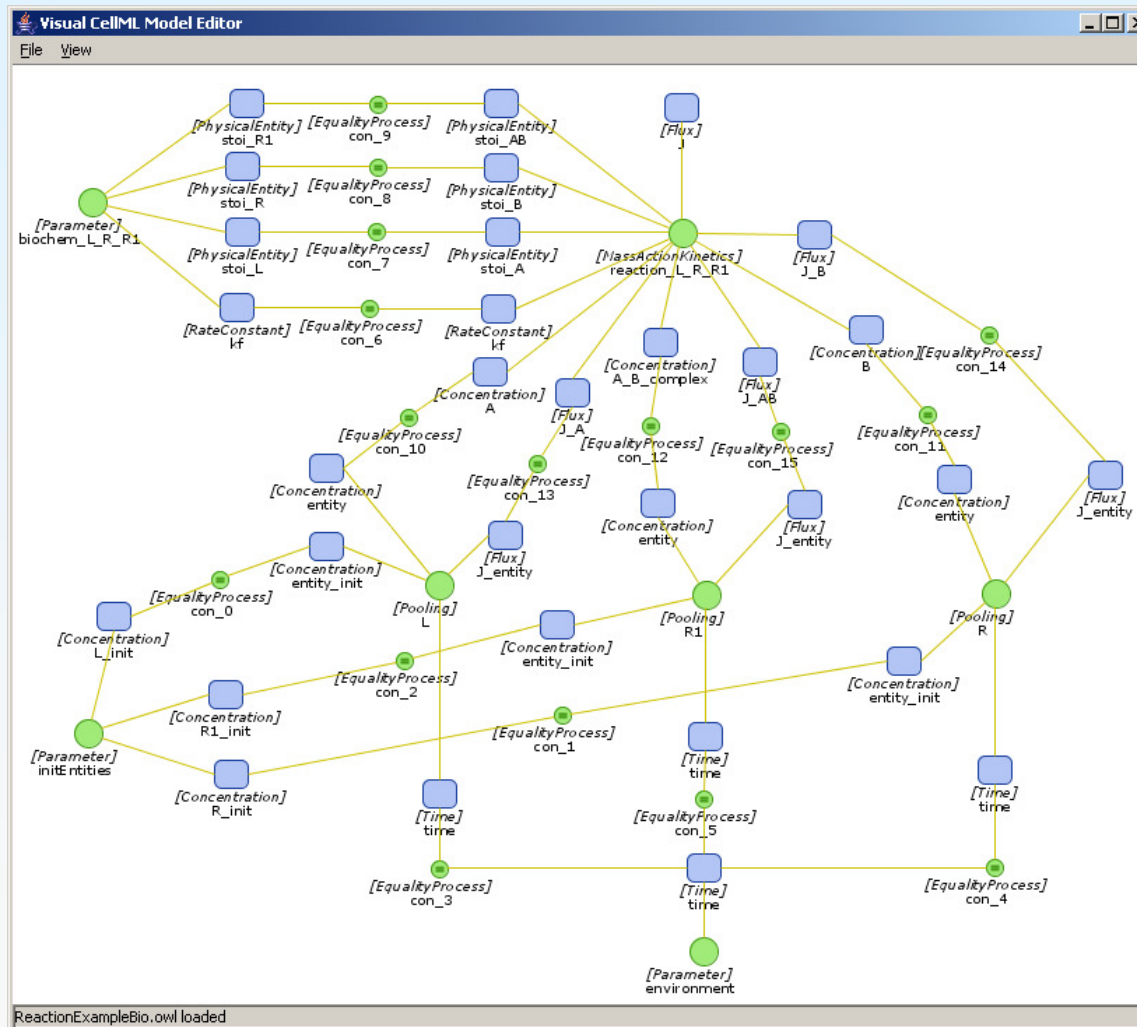 Visual CellML Model Editor
File View
[PhysicalEntity]
stoi_R1
[EqualityProcess]
con_9
[PhysicalEntity]
stoi_AB
[Flux]
J
[PhysicalEntity]
stoi_R
[EqualityProcess]
con_8
[PhysicalEntity]
stoi_B
[Parameter]
biochem_L_R_R1
[PhysicalEntity]
stoi_L
[EqualityProcess]
con_7
[PhysicalEntity]
stoi_A
[MassActionKinetics]
reaction_L_R_R1
[Flux]
J_B
[RateConstant]
kf
[EqualityProcess]
con_6
[RateConstant]
kf
[Concentration]
A
[Flux]
J_A
[Concentration]
A_B_complex
[Flux]
J_AB
[Concentration]
B
[EqualityProcess]
con_14
[EqualityProcess]
con_10
[EqualityProcess]
con_13
[EqualityProcess]
con_12
[EqualityProcess]
con_15
[EqualityProcess]
con_11
[Concentration]
entity
[Flux]
J_entity
[Concentration]
entity
[Flux]
J_entity
[Concentration]
entity
[Flux]
J_entity
[Concentration]
entity_init
[EqualityProcess]
con_0
[Concentration]
L_init
[Pooling]
L
[Pooling]
R1
[Pooling]
R
[Concentration]
entity_init
[EqualityProcess]
con_2
[Concentration]
R1_init
[Concentration]
entity_init
[EqualityProcess]
con_1
[Parameter]
initEntities
[Concentration]
R_init
[Time]
time
[Time]
time
[Time]
time
[EqualityProcess]
con_5
[EqualityProcess]
con_3
[Time]
time
[EqualityProcess]
con_4
[Parameter]
environment
ReactionExampleBio.owl loaded